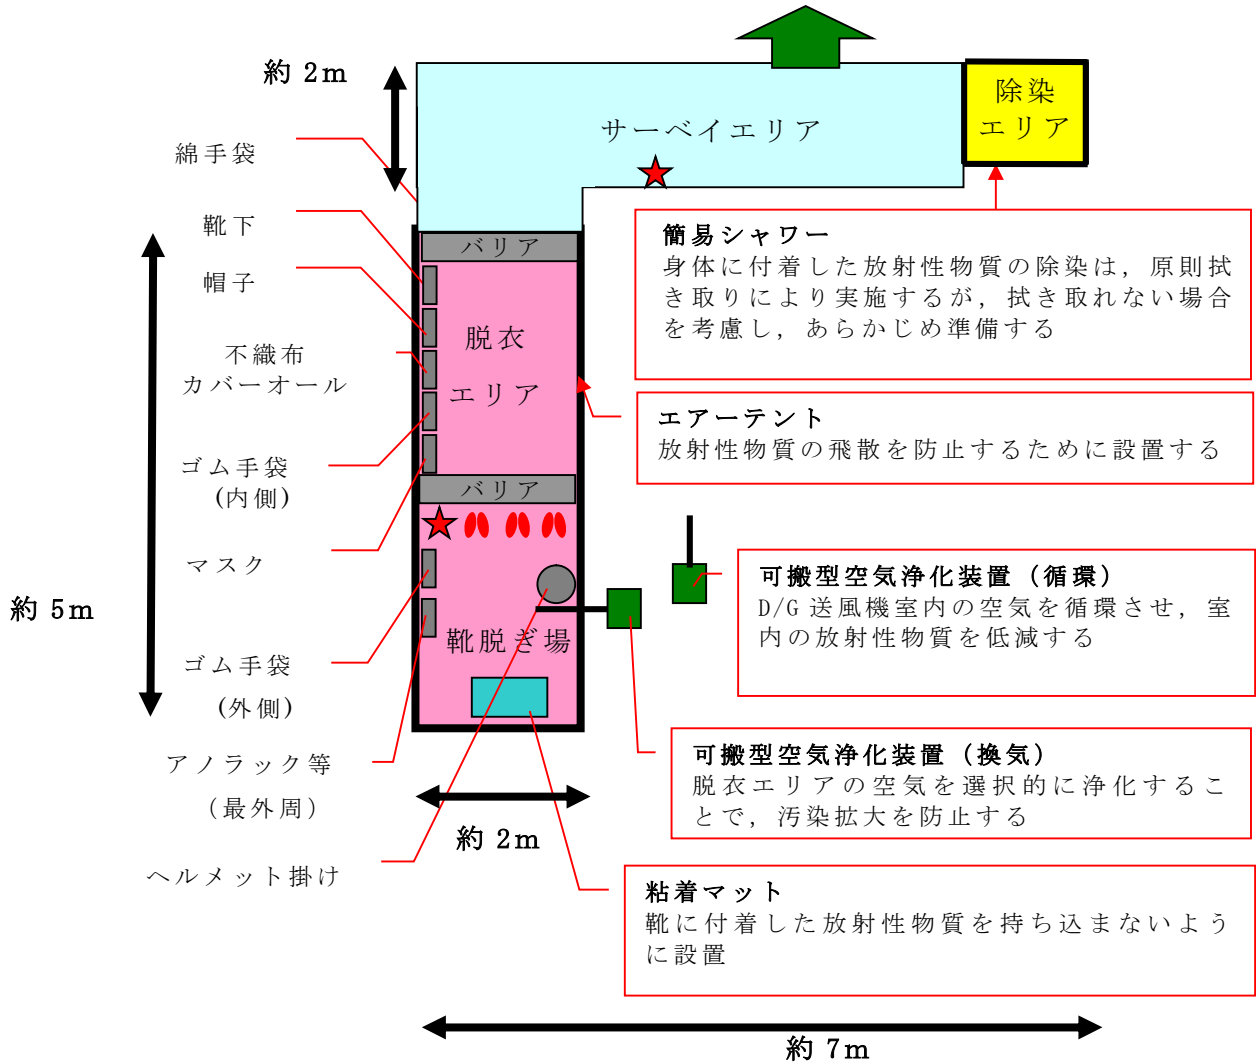 約 2m
除染
エリア
サーベイエリア
綿手袋
靴下
帽子
不織布
カバーオール
ゴム手袋
(内側)
マスク
約 5m
ゴム手袋
(外側)
アノラック等
(最外周)
ヘルメット掛け
バリア
脱衣
エリア
バリア
靴脱ぎ場
約 2m
簡易シャワー
身体に付着した放射性物質の除染は，原則拭
き取りにより実施するが，拭き取れない場合
を考慮し，あらかじめ準備する
エアーテント
放射性物質の飛散を防止するために設置する
可搬型空気浄化装置（循環）
D/G 送風機室内の空気を循環させ，室
内の放射性物質を低減する
可搬型空気浄化装置（換気）
脱衣エリアの空気を選択的に浄化するこ
とで，汚染拡大を防止する
粘着マット
靴に付着した放射性物質を持ち込まないよう
に設置
約 7m